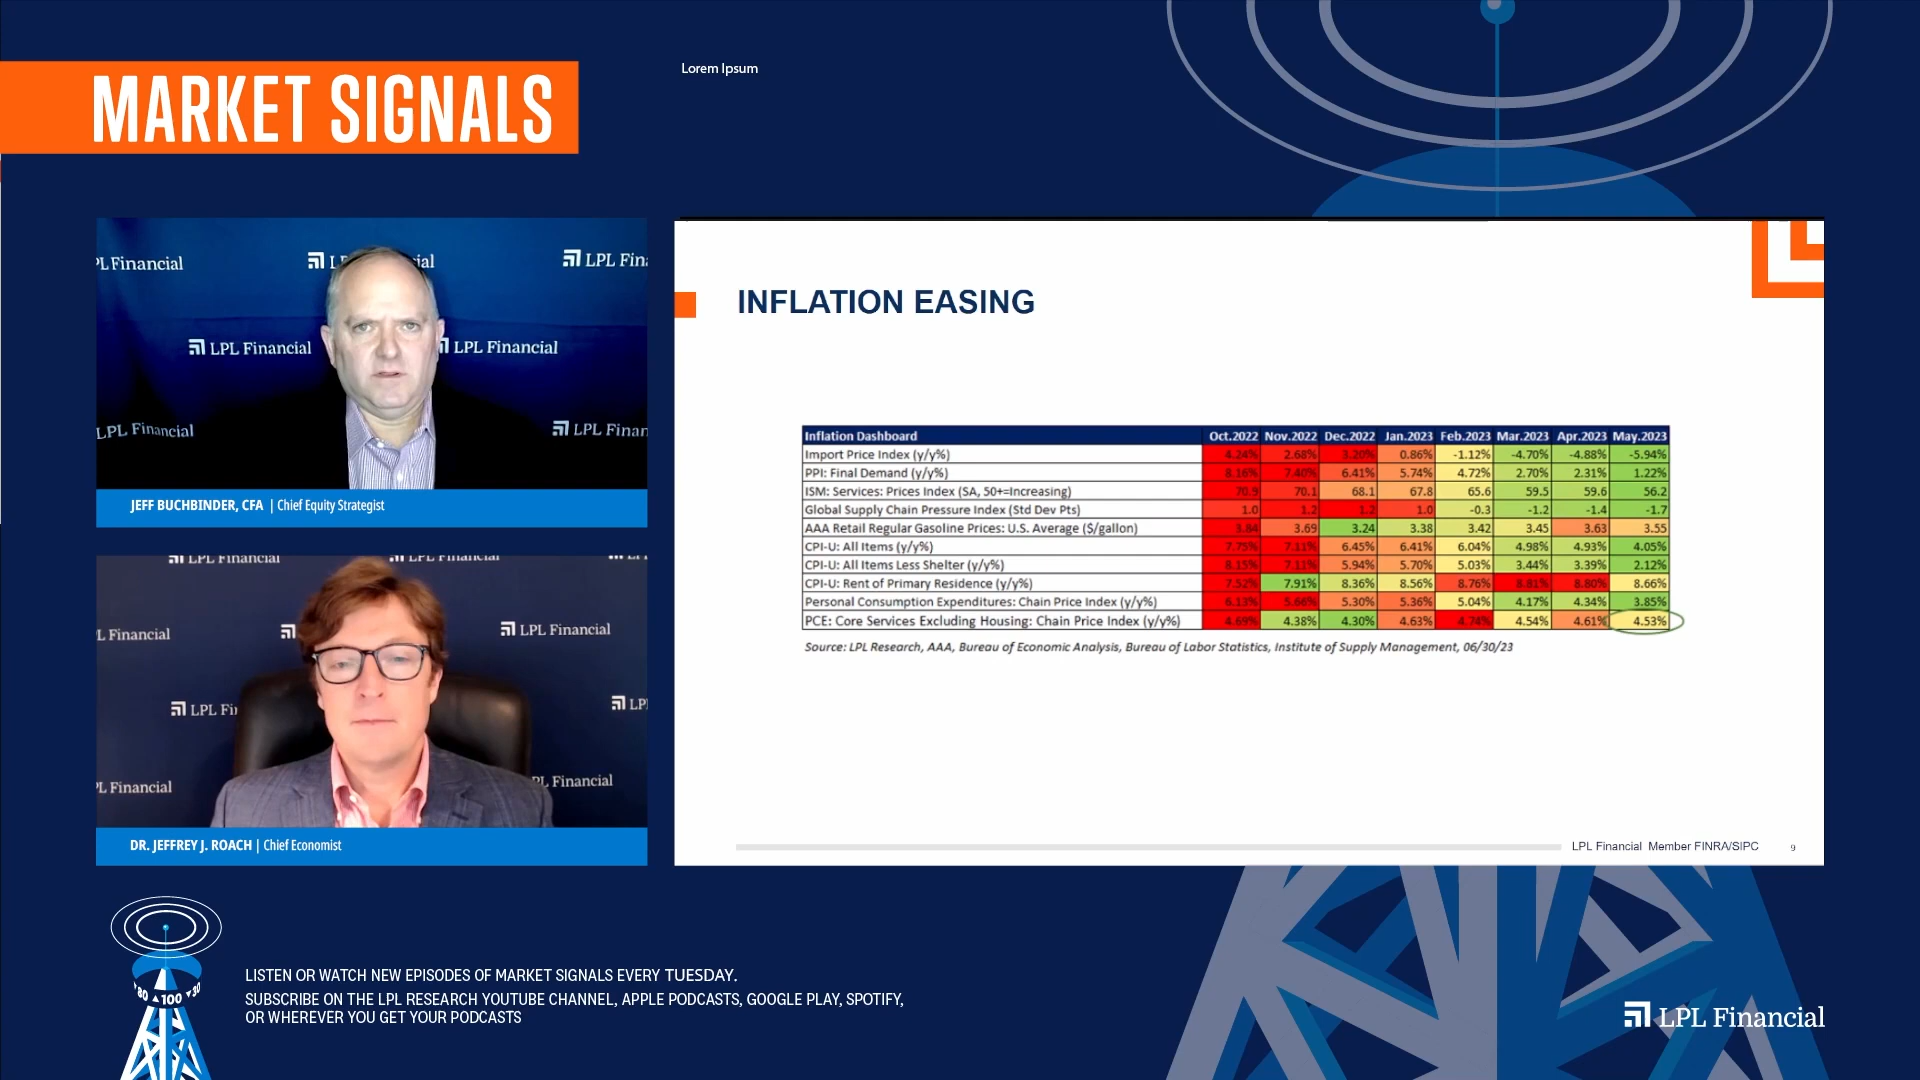 MARKET SIGNALS
Lorem Ipsum
PL Financial
LPL Financial
LPL Financial
LPL Financial
LPL Financial
JEFF BUCHBINDER, CFA | Chief Equity Strategist
LPL Financial
L Financial
LPL Financial
LPL
L Financial
PL Financial
DR. JEFFREY J. ROACH | Chief Economist
INFLATION EASING
Inflation Dashboard Oct.2022 Nov.2022 Dec.2022 Jan.2023 Feb.2023 Mar.2023 Apr.2023 May.2023
Import Price Index (y/y%) 4.24% 2.68% 3.20% 0.86% -1.12% -4.70% -4.88% -5.94%
PPI: Final Demand (y/y%) 8.16% 7.40% 6.41% 5.74% 4.72% 2.70% 2.31% 1.22%
ISM: Services: Prices Index (SA, 50+=Increasing) 70.9 70.1 68.1 67.8 65.6 59.5 59.6 56.2
Global Supply Chain Pressure Index (Std Dev Pts) 1.0 1.2 1.2 1.0 -0.3 -1.2 -1.4 -1.7
AAA Retail Regular Gasoline Prices: U.S. Average ($/gallon) 3.84 3.69 3.24 3.38 3.42 3.45 3.63 3.55
CPI-U: All Items (y/y%) 7.75% 7.11% 6.45% 6.41% 6.04% 4.98% 4.93% 4.05%
CPI-U: All Items Less Shelter (y/y%) 8.15% 7.11% 5.94% 5.70% 5.03% 3.44% 3.39% 2.12%
CPI-U: Rent of Primary Residence (y/y%) 7.52% 7.91% 8.36% 8.56% 8.76% 8.81% 8.80% 8.66%
Personal Consumption Expenditures: Chain Price Index (y/y%) 6.13% 5.66% 5.30% 5.36% 5.04% 4.17% 4.34% 3.85%
PCE: Core Services Excluding Housing: Chain Price Index (y/y%) 4.69% 4.38% 4.30% 4.63% 4.74% 4.54% 4.61% 4.53%
Source: LPL Research, AAA, Bureau of Economic Analysis, Bureau of Labor Statistics, Institute of Supply Management, 06/30/23
LPL Financial Member FINRA/SIPC 9
80 100 30
LISTEN OR WATCH NEW EPISODES OF MARKET SIGNALS EVERY TUESDAY.
SUBSCRIBE ON THE LPL RESEARCH YOUTUBE CHANNEL, APPLE PODCASTS, GOOGLE PLAY, SPOTIFY,
OR WHEREVER YOU GET YOUR PODCASTS
LPL Financial